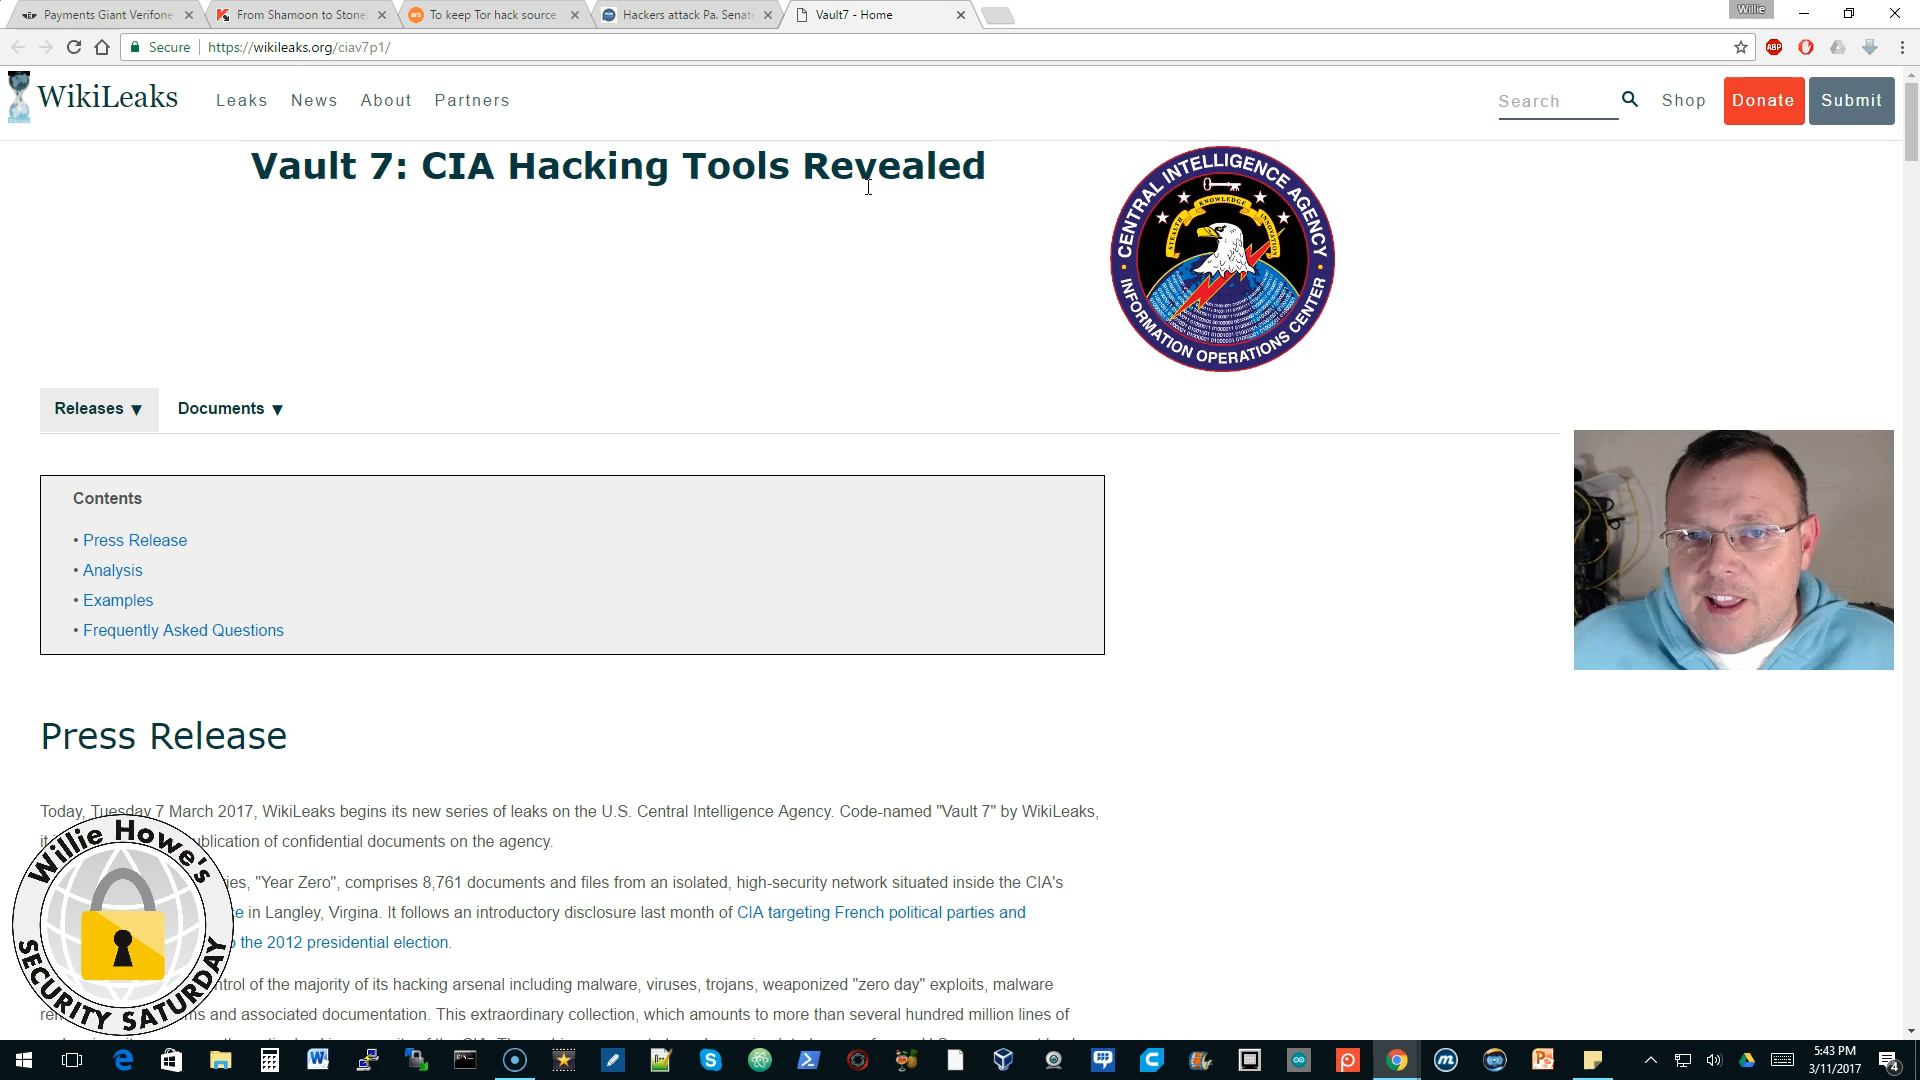 Payments Giant Verifone
From Shamoon to Stone
To keep Tor hack source
Hackers attack Pa. Senat
Vault7 - Home
Willie
Secure
https://wikileaks.org/ciav7p1/
ABP
WikiLeaks
Leaks
News
About
Partners
Search
Shop
Donate
Submit
Vault 7: CIA Hacking Tools Revealed
CENTRAL INTELLIGENCE AGENCY
STEALTH KNOWLEDGE INNOVATION
INFORMATION OPERATIONS CENTER
Releases ▼
Documents ▼
Contents
• Press Release
• Analysis
• Examples
• Frequently Asked Questions
Press Release
Today, Tuesday 7 March 2017, WikiLeaks begins its new series of leaks on the U.S. Central Intelligence Agency. Code-named "Vault 7" by WikiLeaks,
it ublication of confidential documents on the agency.
ies, "Year Zero", comprises 8,761 documents and files from an isolated, high-security network situated inside the CIA's
e in Langley, Virgina. It follows an introductory disclosure last month of CIA targeting French political parties and
the 2012 presidential election.
ntrol of the majority of its hacking arsenal including malware, viruses, trojans, weaponized "zero day" exploits, malware
ms and associated documentation. This extraordinary collection, which amounts to more than several hundred million lines of
Willie Howe's
SECURITY SATURDAY
5:43 PM
3/11/2017
4